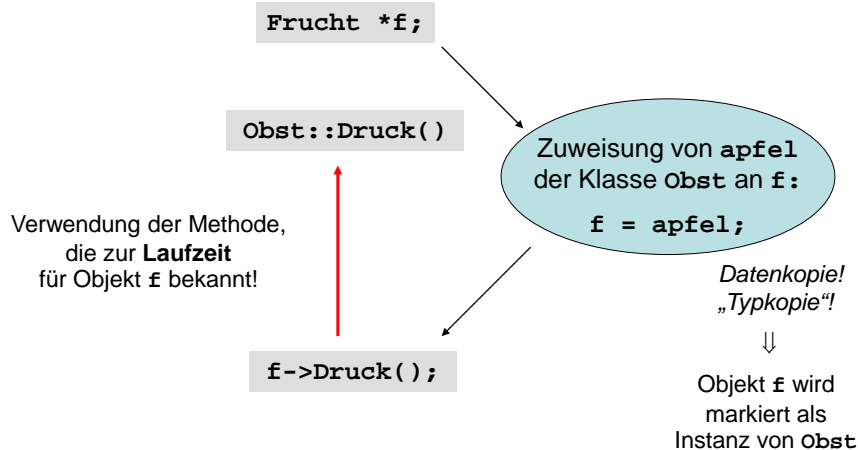 Frucht *f;
Obst::Druck()
Zuweisung von apfel
der Klasse Obst an f:
f = apfel;
Verwendung der Methode,
die zur Laufzeit
für Objekt f bekannt!
Datenkopie!
„Typkopie“!
⇓
f->Druck();
Objekt f wird
markiert als
Instanz von Obst